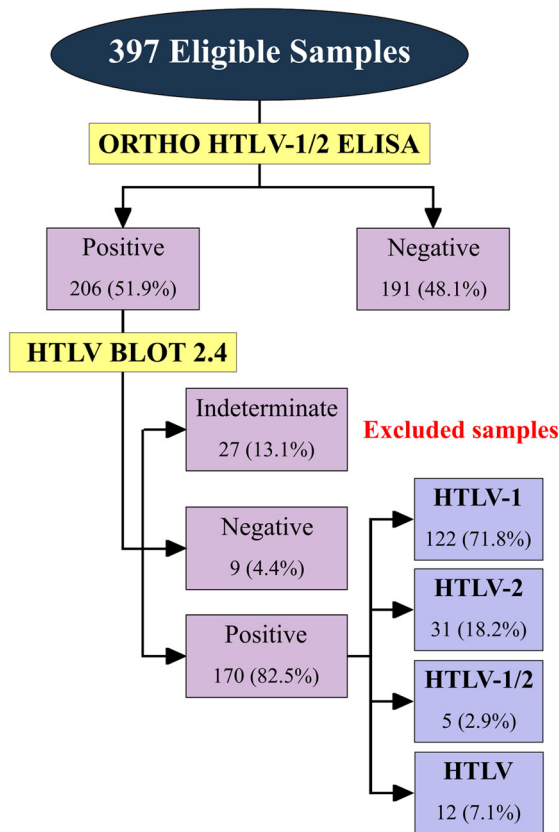 397 Eligible Samples
ORTHO HTLV-1/2 ELISA
Positive
206 (51.9%)
Negative
191 (48.1%)
HTLV BLOT 2.4
Indeterminate
27 (13.1%)
Excluded samples
Negative
9 (4.4%)
Positive
170 (82.5%)
HTLV-1
122 (71.8%)
HTLV-2
31 (18.2%)
HTLV-1/2
5 (2.9%)
HTLV
12 (7.1%)